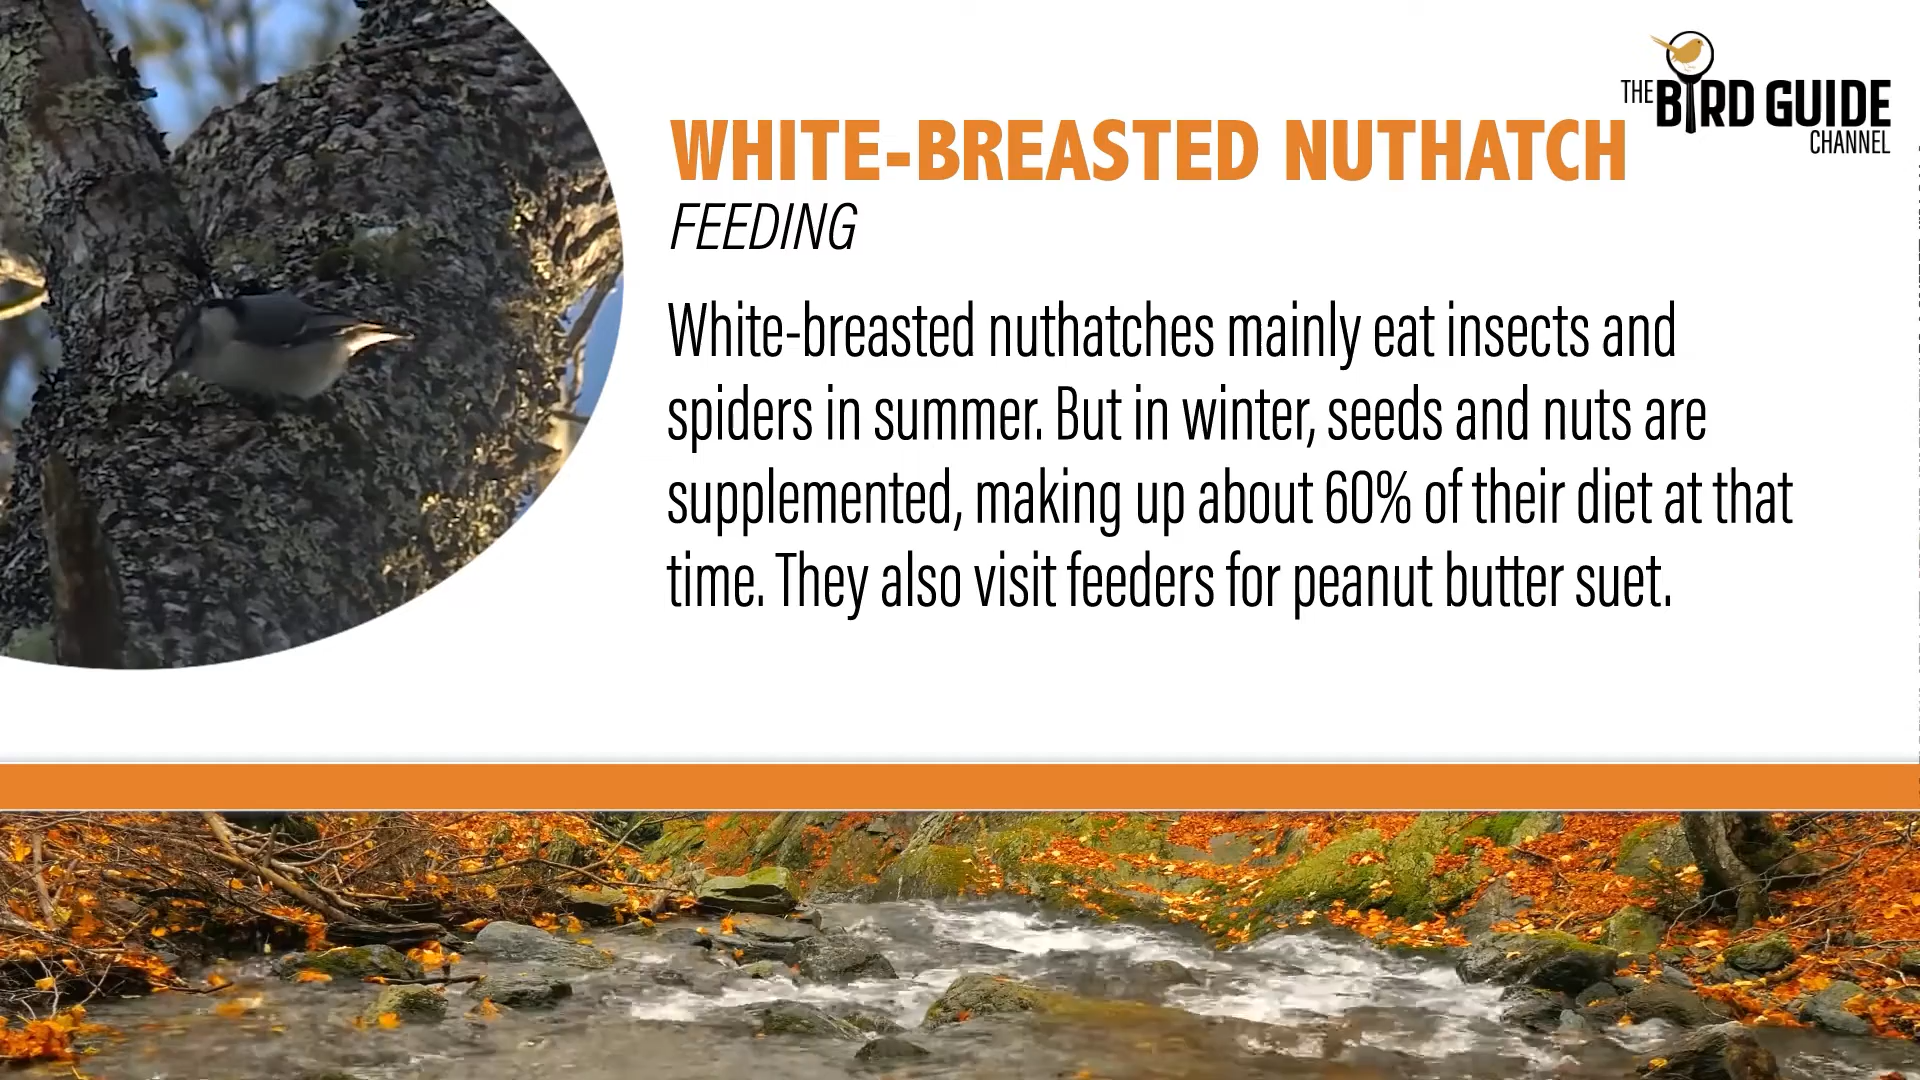 THE BIRD GUIDE
CHANNEL
WHITE-BREASTED NUTHATCH
FEEDING
White-breasted nuthatches mainly eat insects and
spiders in summer. But in winter, seeds and nuts are
supplemented, making up about 60% of their diet at that
time. They also visit feeders for peanut butter suet.